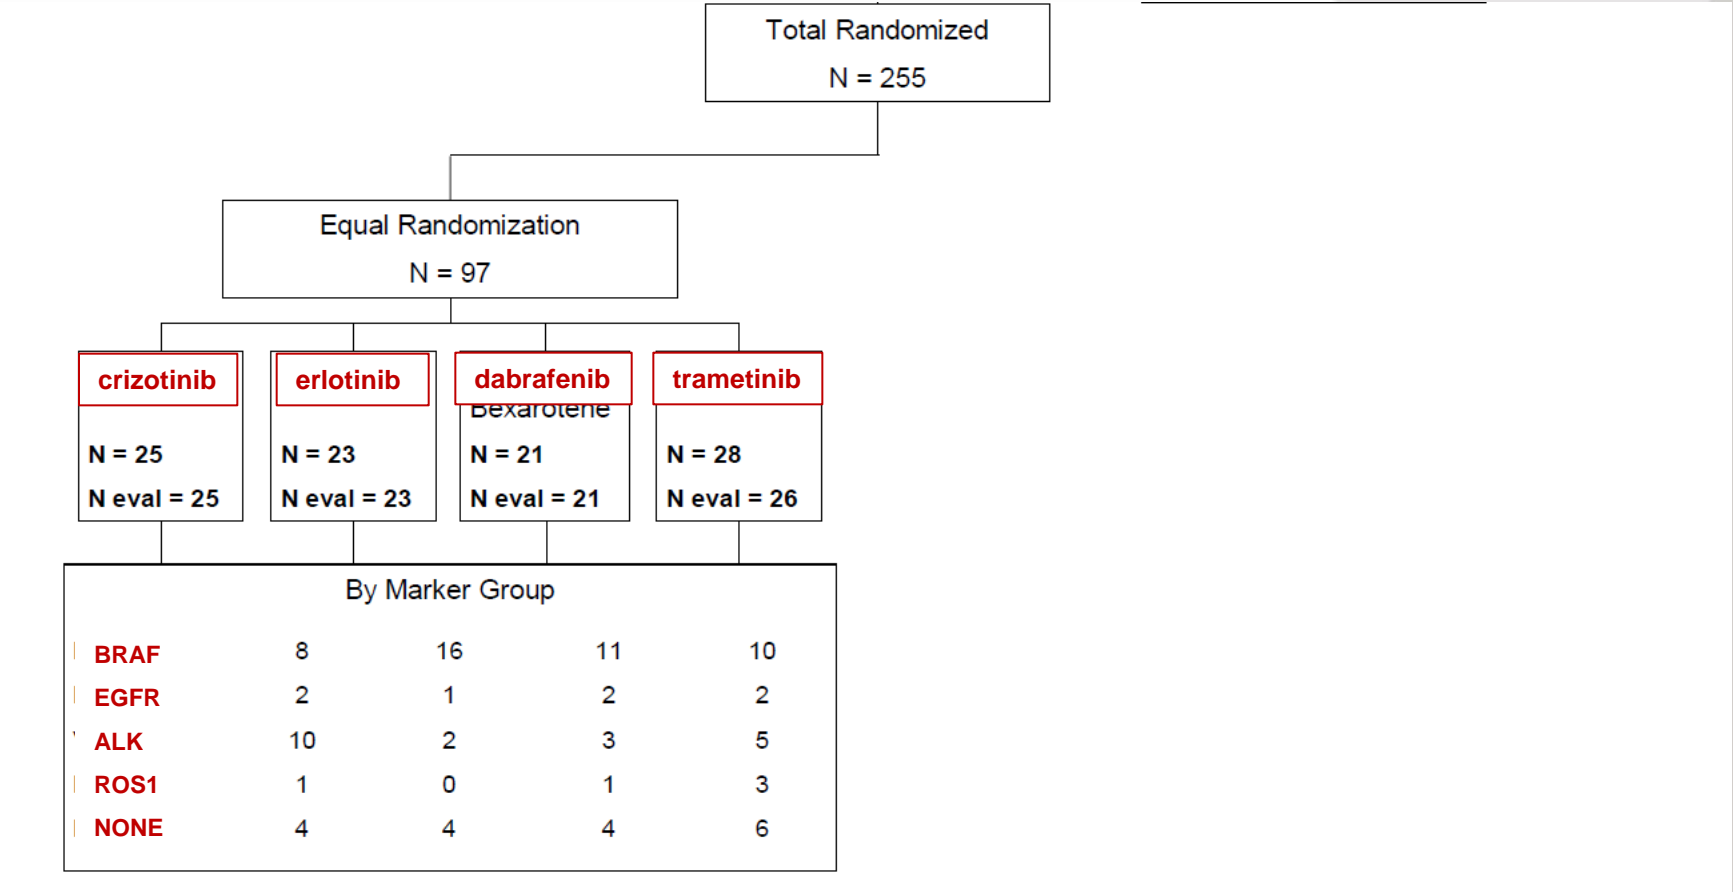 Total Randomized
N = 255
Equal Randomization
N = 97
crizotinib erlotinib dabrafenib trametinib
Bexarotene
N = 25 N = 23 N = 21 N = 28
N eval = 25 N eval = 23 N eval = 21 N eval = 26
By Marker Group
BRAF 8 16 11 10
EGFR 2 1 2 2
ALK 10 2 3 5
ROS1 1 0 1 3
NONE 4 4 4 6